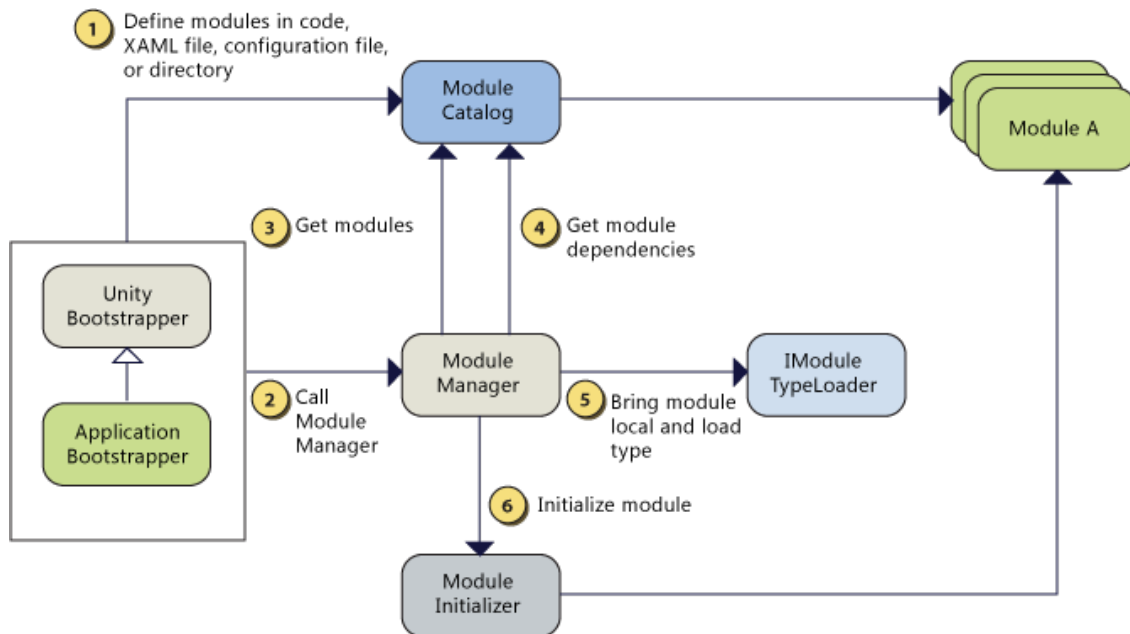 1
Define modules in code,
XAML file, configuration file,
or directory
Module
Catalog
Module A
3
Get modules
4
Get module
dependencies
Unity
Bootstrapper
Application
Bootstrapper
2
Call
Module
Manager
Module
Manager
5
Bring module
local and load
type
IModule
TypeLoader
6
Initialize module
Module
Initializer